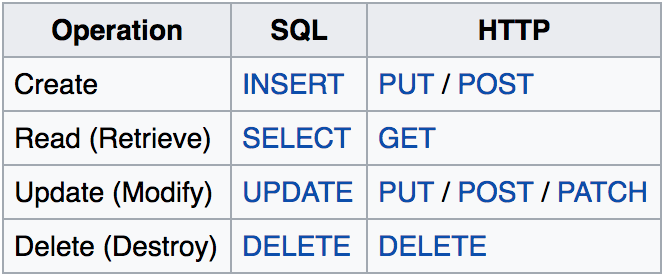 Operation SQL HTTP
Create INSERT PUT / POST
Read (Retrieve) SELECT GET
Update (Modify) UPDATE PUT / POST / PATCH
Delete (Destroy) DELETE DELETE